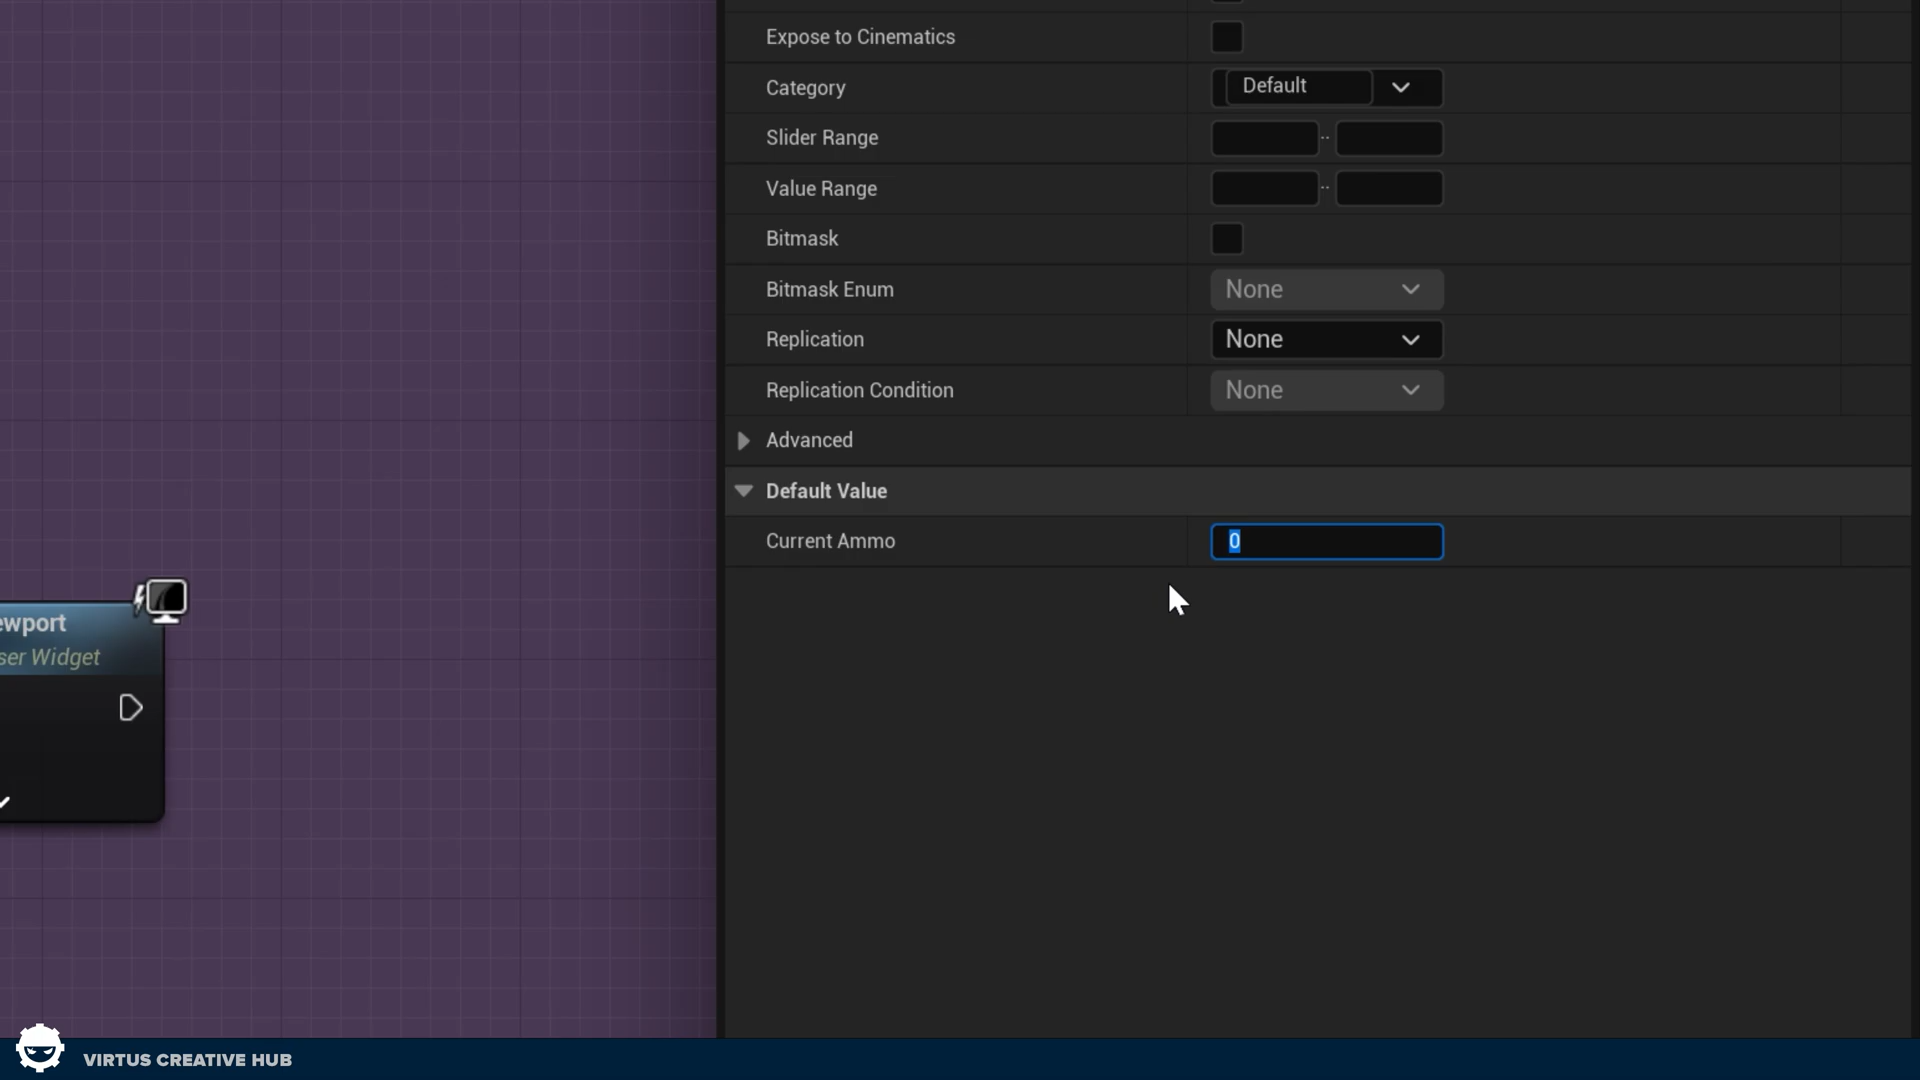 Expose to Cinematics
Category Default
Slider Range ..
Value Range ..
Bitmask
Bitmask Enum None
Replication None
Replication Condition None
Advanced
Default Value
Current Ammo 0
ewport
ser Widget
VIRTUS CREATIVE HUB